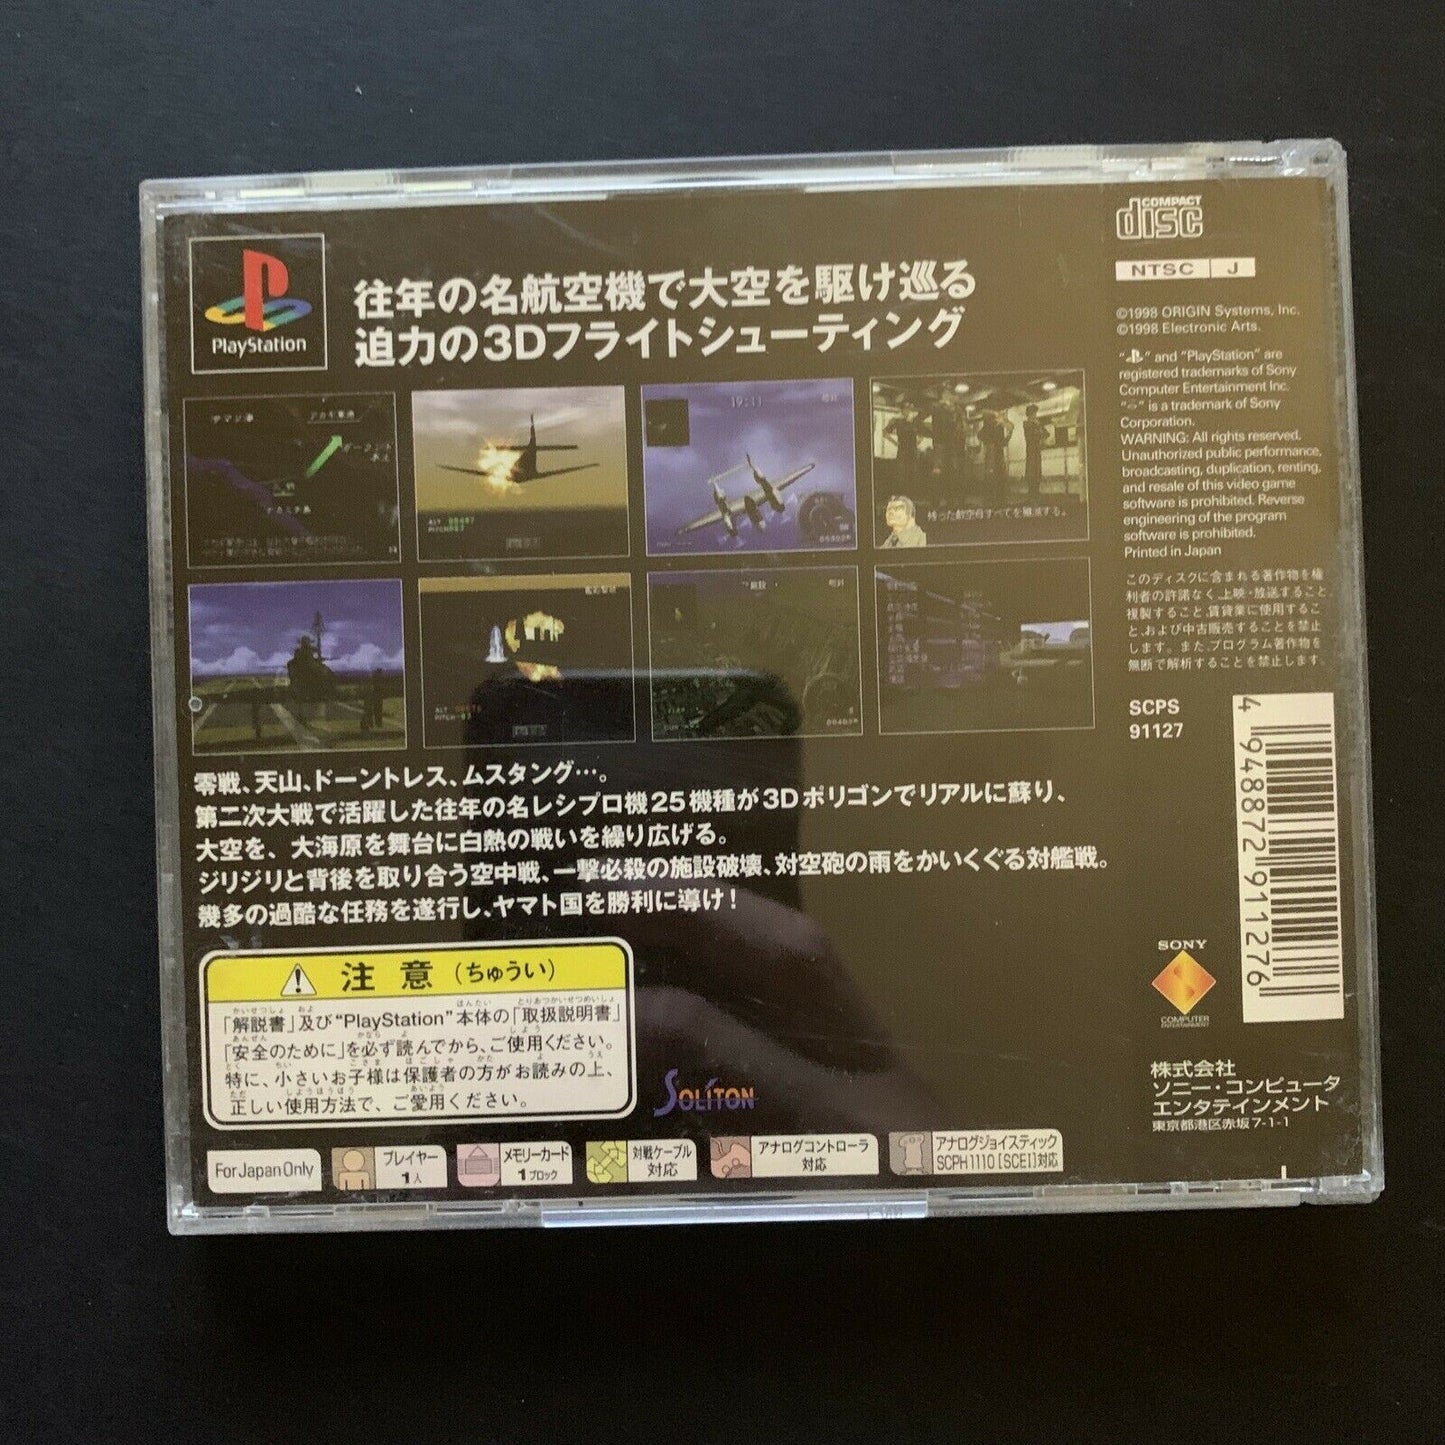 PlayStation
往年の名航空機で大空を駆け巡る
迫力の3Dフライトシューティング
COMPACT
disc
NTSC J
©1998 ORIGIN Systems, Inc.
©1998 Electronic Arts.
" " and "PlayStation" are
registered trademarks of Sony
Computer Entertainment Inc.
" " is a trademark of Sony
Corporation.
WARNING: All rights reserved.
Unauthorized public performance,
broadcasting, duplication, renting,
and resale of this video game
software is prohibited. Reverse
engineering of the program
software is prohibited.
Printed in Japan
このディスクに含まれる著作物を権
利者の許諾なく、上映・放送すること、
複製すること、賃貸業に使用するこ
と、および中古販売することを禁止
します。また、プログラム著作物を
無断で解析することを禁止します。
SCPS
91127
4 948872 911276
19:11
残った航空母すべてを撃沈する。
零戦、天山、ドーントレス、ムスタング…。
第二次大戦で活躍した往年の名レシプロ機25機種が3Dポリゴンでリアルに蘇り、
大空を、大海原を舞台に白熱の戦いを繰り広げる。
ジリジリと背後を取り合う空中戦、一撃必殺の施設破壊、対空砲の雨をかいくぐる対艦戦。
幾多の過酷な任務を遂行し、ヤマト国を勝利に導け!
注意(ちゅうい)
「解説書」及び"PlayStation"本体の「取扱説明書」
「安全のために」を必ず読んでから、ご使用ください。
特に、小さいお子様は保護者の方がお読みの上、
正しい使用方法で、ご愛用ください。
SOLITON
SONY
COMPUTER
ENTERTAINMENT
株式会社
ソニー・コンピュータ
エンタテインメント
東京都港区赤坂7-1-1
For Japan Only
プレイヤー
1人
メモリーカード
1ブロック
対戦ケーブル
対応
アナログコントローラ
対応
アナログジョイスティック
SCPH1110[SCEI]対応